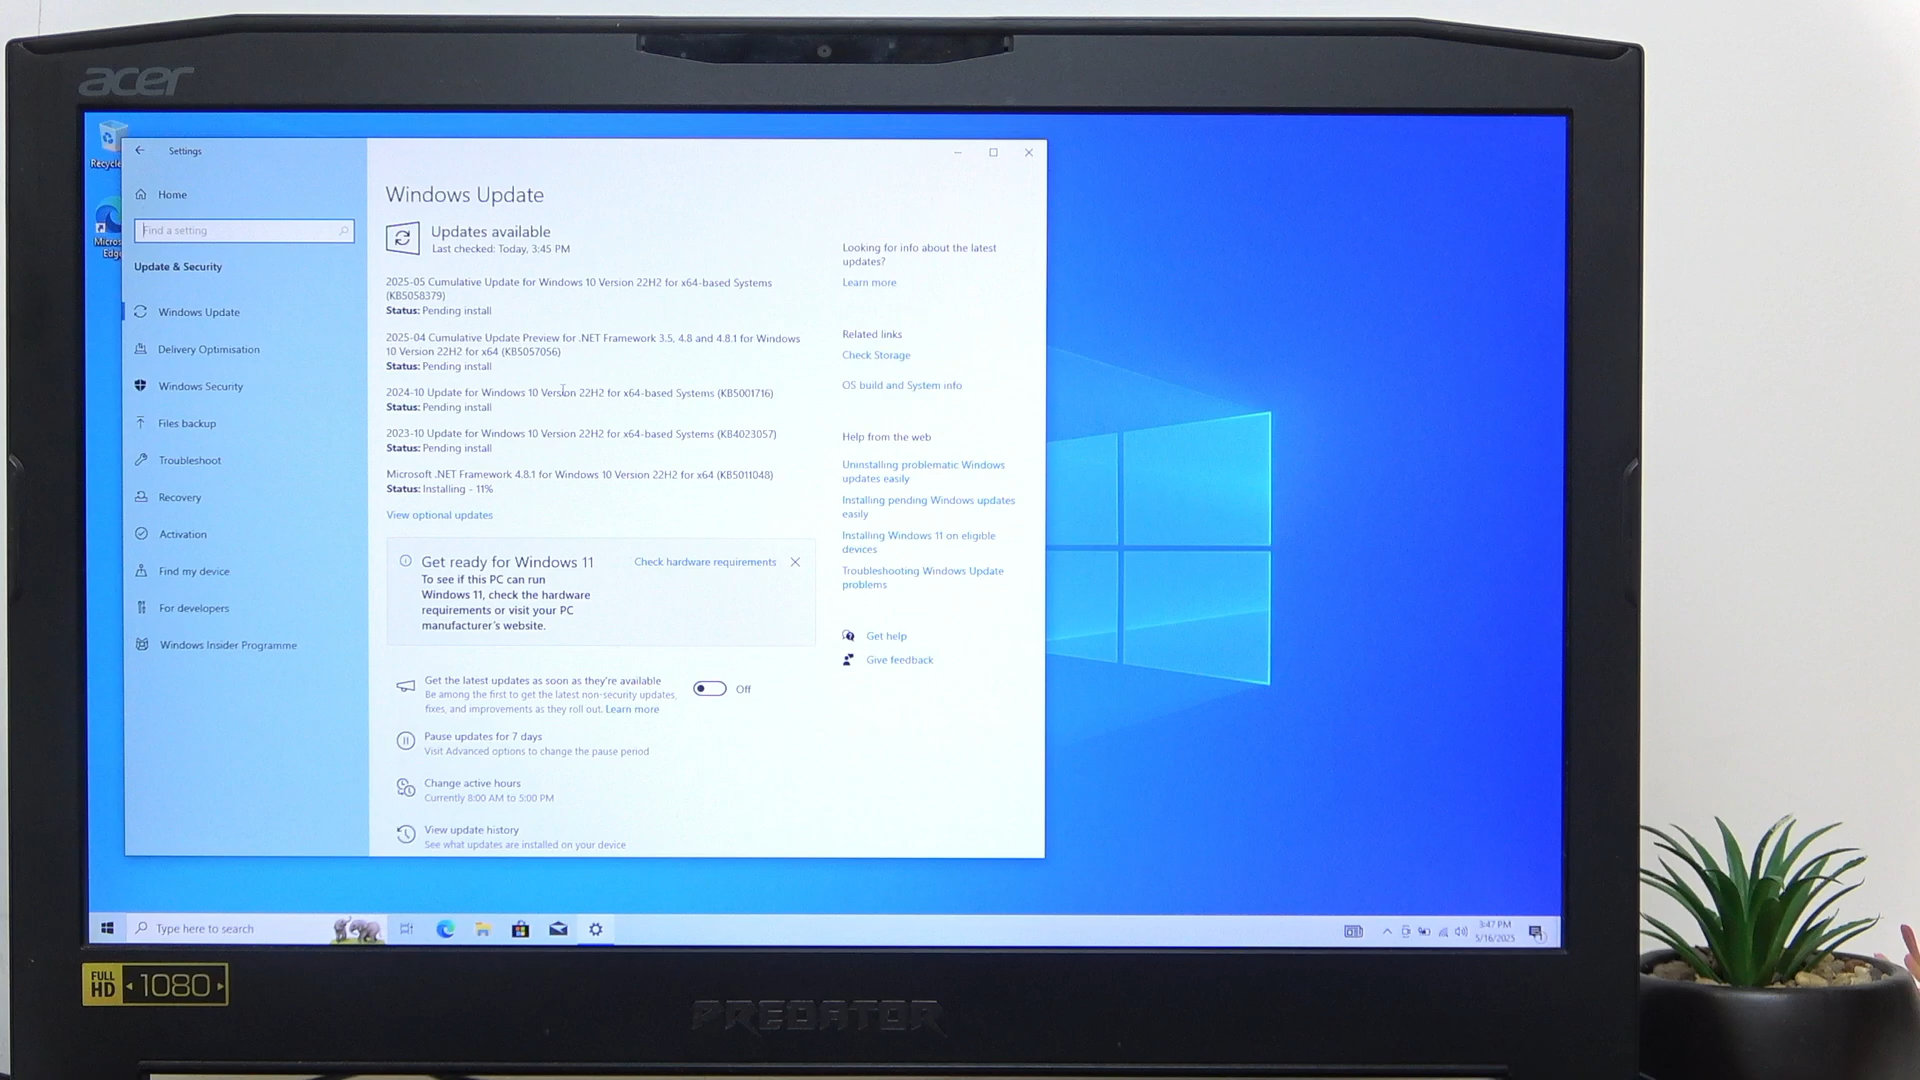 acer
Recycle
Micros
Edge
Settings
Home
Find a setting
Update & Security
Windows Update
Delivery Optimisation
Windows Security
Files backup
Troubleshoot
Recovery
Activation
Find my device
For developers
Windows Insider Programme
Windows Update
Updates available
Last checked: Today, 3:45 PM
2025-05 Cumulative Update for Windows 10 Version 22H2 for x64-based Systems
(KB5058379)
Status: Pending install
2025-04 Cumulative Update Preview for .NET Framework 3.5, 4.8 and 4.8.1 for Windows
10 Version 22H2 for x64 (KB5057056)
Status: Pending install
2024-10 Update for Windows 10 Version 22H2 for x64-based Systems (KB5001716)
Status: Pending install
2023-10 Update for Windows 10 Version 22H2 for x64-based Systems (KB4023057)
Status: Pending install
Microsoft .NET Framework 4.8.1 for Windows 10 Version 22H2 for x64 (KB5011048)
Status: Installing - 11%
View optional updates
Get ready for Windows 11
Check hardware requirements
To see if this PC can run
Windows 11, check the hardware
requirements or visit your PC
manufacturer's website.
Get the latest updates as soon as they're available
Be among the first to get the latest non-security updates,
fixes, and improvements as they roll out. Learn more
Off
Pause updates for 7 days
Visit Advanced options to change the pause period
Change active hours
Currently 8:00 AM to 5:00 PM
View update history
See what updates are installed on your device
Looking for info about the latest
updates?
Learn more
Related links
Check Storage
OS build and System info
Help from the web
Uninstalling problematic Windows
updates easily
Installing pending Windows updates
easily
Installing Windows 11 on eligible
devices
Troubleshooting Windows Update
problems
Get help
Give feedback
Type here to search
3:47 PM
5/16/2025
FULL
HD
1080
PREDATOR